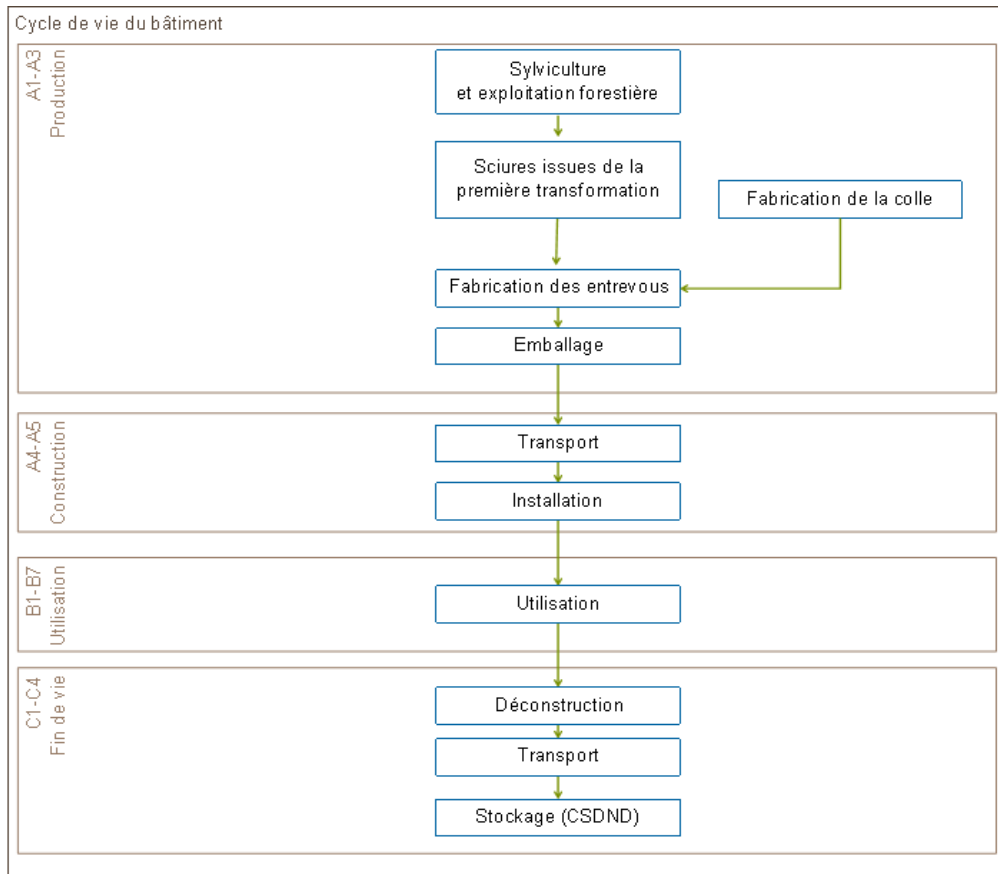 Cycle de vie du bâtiment
A1-A3
Production
Sylviculture
et exploitation forestière
Sciures issues de la
première transformation
Fabrication de la colle
Fabrication des entrevous
Emballage
A4-A5
Construction
Transport
Installation
B1-B7
Utilisation
Utilisation
C1-C4
Fin de vie
Déconstruction
Transport
Stockage (CSDND)